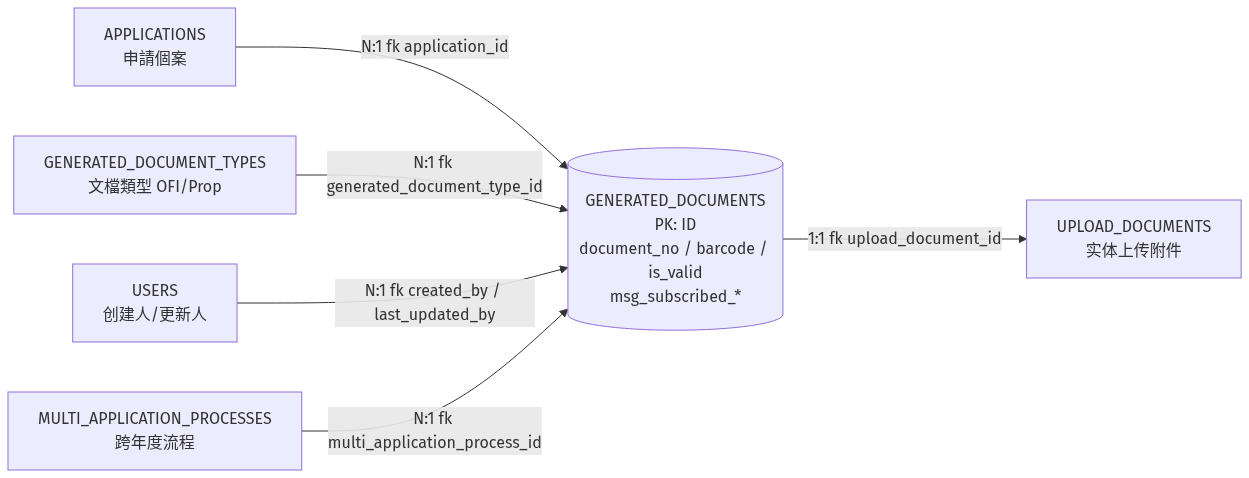 APPLICATIONS
申請個案
N:1 fk application_id
GENERATED_DOCUMENT_TYPES
文檔類型 OFI/Prop
N:1 fk
generated_document_type_id
USERS
创建人/更新人
N:1 fk created_by /
last_updated_by
MULTI_APPLICATION_PROCESSES
跨年度流程
N:1 fk
multi_application_process_id
GENERATED_DOCUMENTS
PK: ID
document_no / barcode /
is_valid
msg_subscribed_*
1:1 fk upload_document_id
UPLOAD_DOCUMENTS
实体上传附件